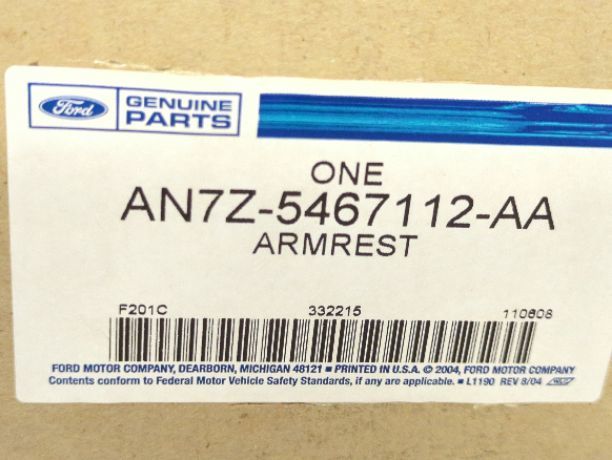 Ford
GENUINE
PARTS
ONE
AN7Z-5467112-AA
ARMREST
F201C 332215 110608
FORD MOTOR COMPANY, DEARBORN, MICHIGAN 48121 ■ PRINTED IN U.S.A. © 2004, FORD MOTOR COMPANY
Contents conform to Federal Motor Vehicle Safety Standards, if any are applicable. ■ L1190 REV 8/04